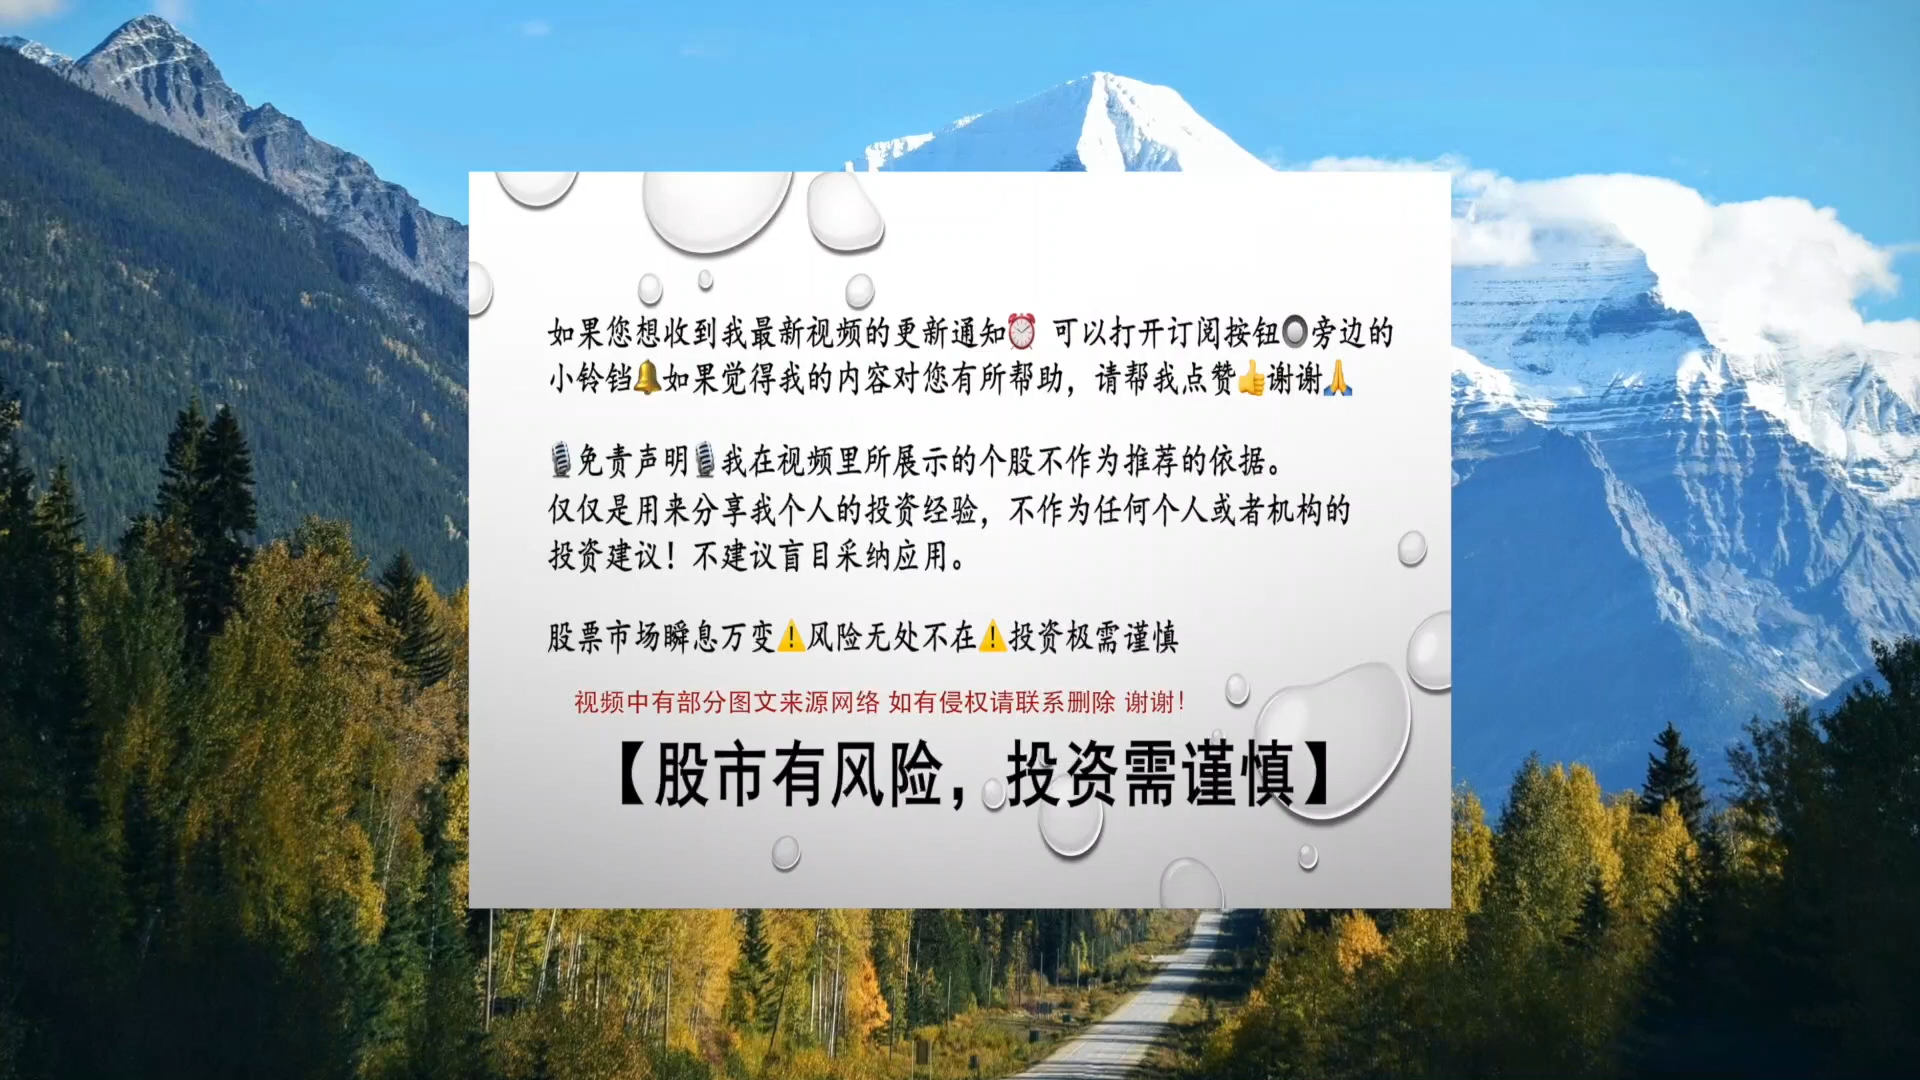 如果您想收到我最新视频的更新通知⏰ 可以打开订阅按钮🔘旁边的
小铃铛🔔如果觉得我的内容对您有所帮助，请帮我点赞👍谢谢🙏
🎙️免责声明🎙️我在视频里所展示的个股不作为推荐的依据。
仅仅是用来分享我个人的投资经验，不作为任何个人或者机构的
投资建议！不建议盲目采纳应用。
股票市场瞬息万变⚠️风险无处不在⚠️投资极需谨慎
视频中有部分图文来源网络 如有侵权请联系删除 谢谢！
【股市有风险，投资需谨慎】